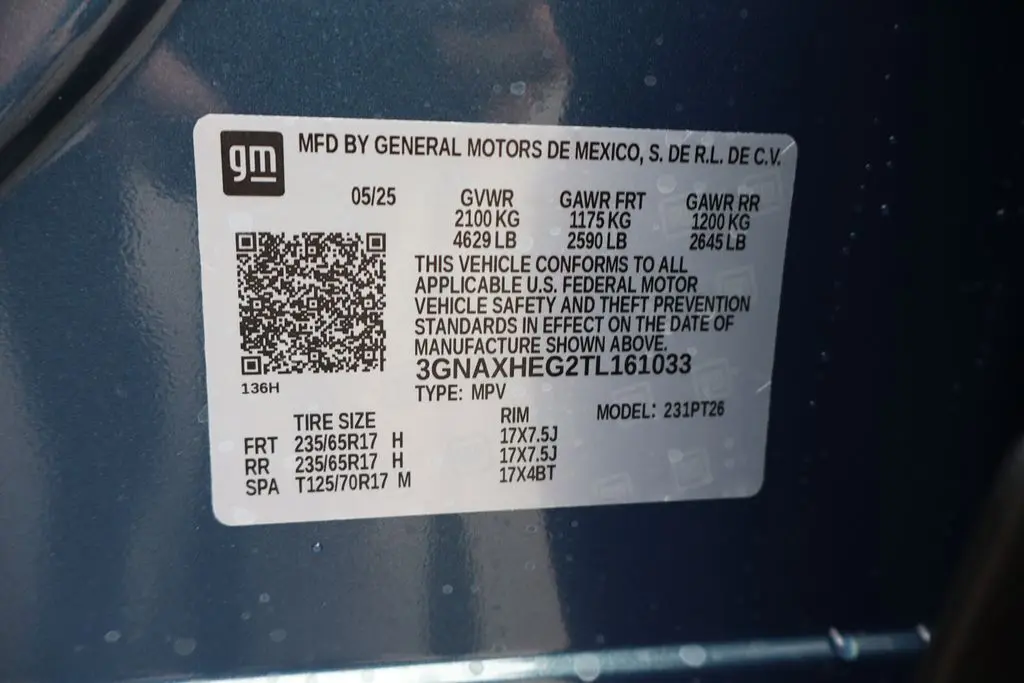 gm
MFD BY GENERAL MOTORS DE MEXICO, S. DE R.L. DE C.V.
05/25 GVWR GAWR FRT GAWR RR
2100 KG 1175 KG 1200 KG
4629 LB 2590 LB 2645 LB
THIS VEHICLE CONFORMS TO ALL
APPLICABLE U.S. FEDERAL MOTOR
VEHICLE SAFETY AND THEFT PREVENTION
STANDARDS IN EFFECT ON THE DATE OF
MANUFACTURE SHOWN ABOVE.
3GNAXHEG2TL161033
136H
TYPE: MPV
TIRE SIZE RIM MODEL: 231PT26
FRT 235/65R17 H 17X7.5J
RR 235/65R17 H 17X7.5J
SPA T125/70R17 M 17X4BT